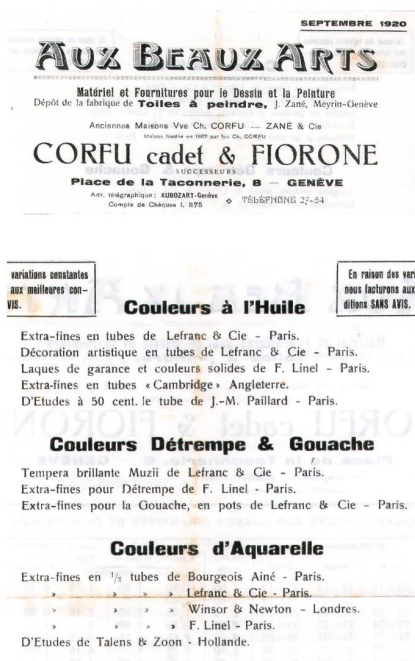 SEPTEMBRE 1920
AUX BEAUX ARTS
Matériel et Fournitures pour le Dessin et la Peinture
Dépôt de la fabrique de Toiles à peindre, J. Zané, Meyrin-Genève
Anciennes Maisons Vve Ch. CORFU — ZANÉ & Cie
Maison fondée en 1807 par feu Ch. CORFU
CORFU cadet & FIORONE
SUCCESSEURS
Place de la Taconnerie, 8 — GENÈVE
Adr. télégraphique : AUBOZART-Genève
Compte de Chèques I. 875
TÉLÉPHONE 27-54
variations constantes
aux meilleures con-
VIS.
En raison des vari
nous facturons aux
ditions SANS AVIS.
Couleurs à l'Huile
Extra-fines en tubes de Lefranc & Cie - Paris.
Décoration artistique en tubes de Lefranc & Cie - Paris.
Laques de garance et couleurs solides de F. Linel - Paris.
Extra-fines en tubes « Cambridge » Angleterre.
D'Etudes à 50 cent. le tube de J.-M. Paillard - Paris.
Couleurs Détrempe & Gouache
Tempera brillante Muzii de Lefranc & Cie - Paris.
Extra-fines pour Détrempe de F. Linel - Paris.
Extra-fines pour la Gouache, en pots de Lefranc & Cie - Paris.
Couleurs d'Aquarelle
Extra-fines en ½ tubes de Bourgeois Ainé - Paris.
» » » » Lefranc & Cie - Paris.
» » » » Winsor & Newton - Londres.
» » » » F. Linel - Paris.
D'Etudes de Talens & Zoon - Hollande.